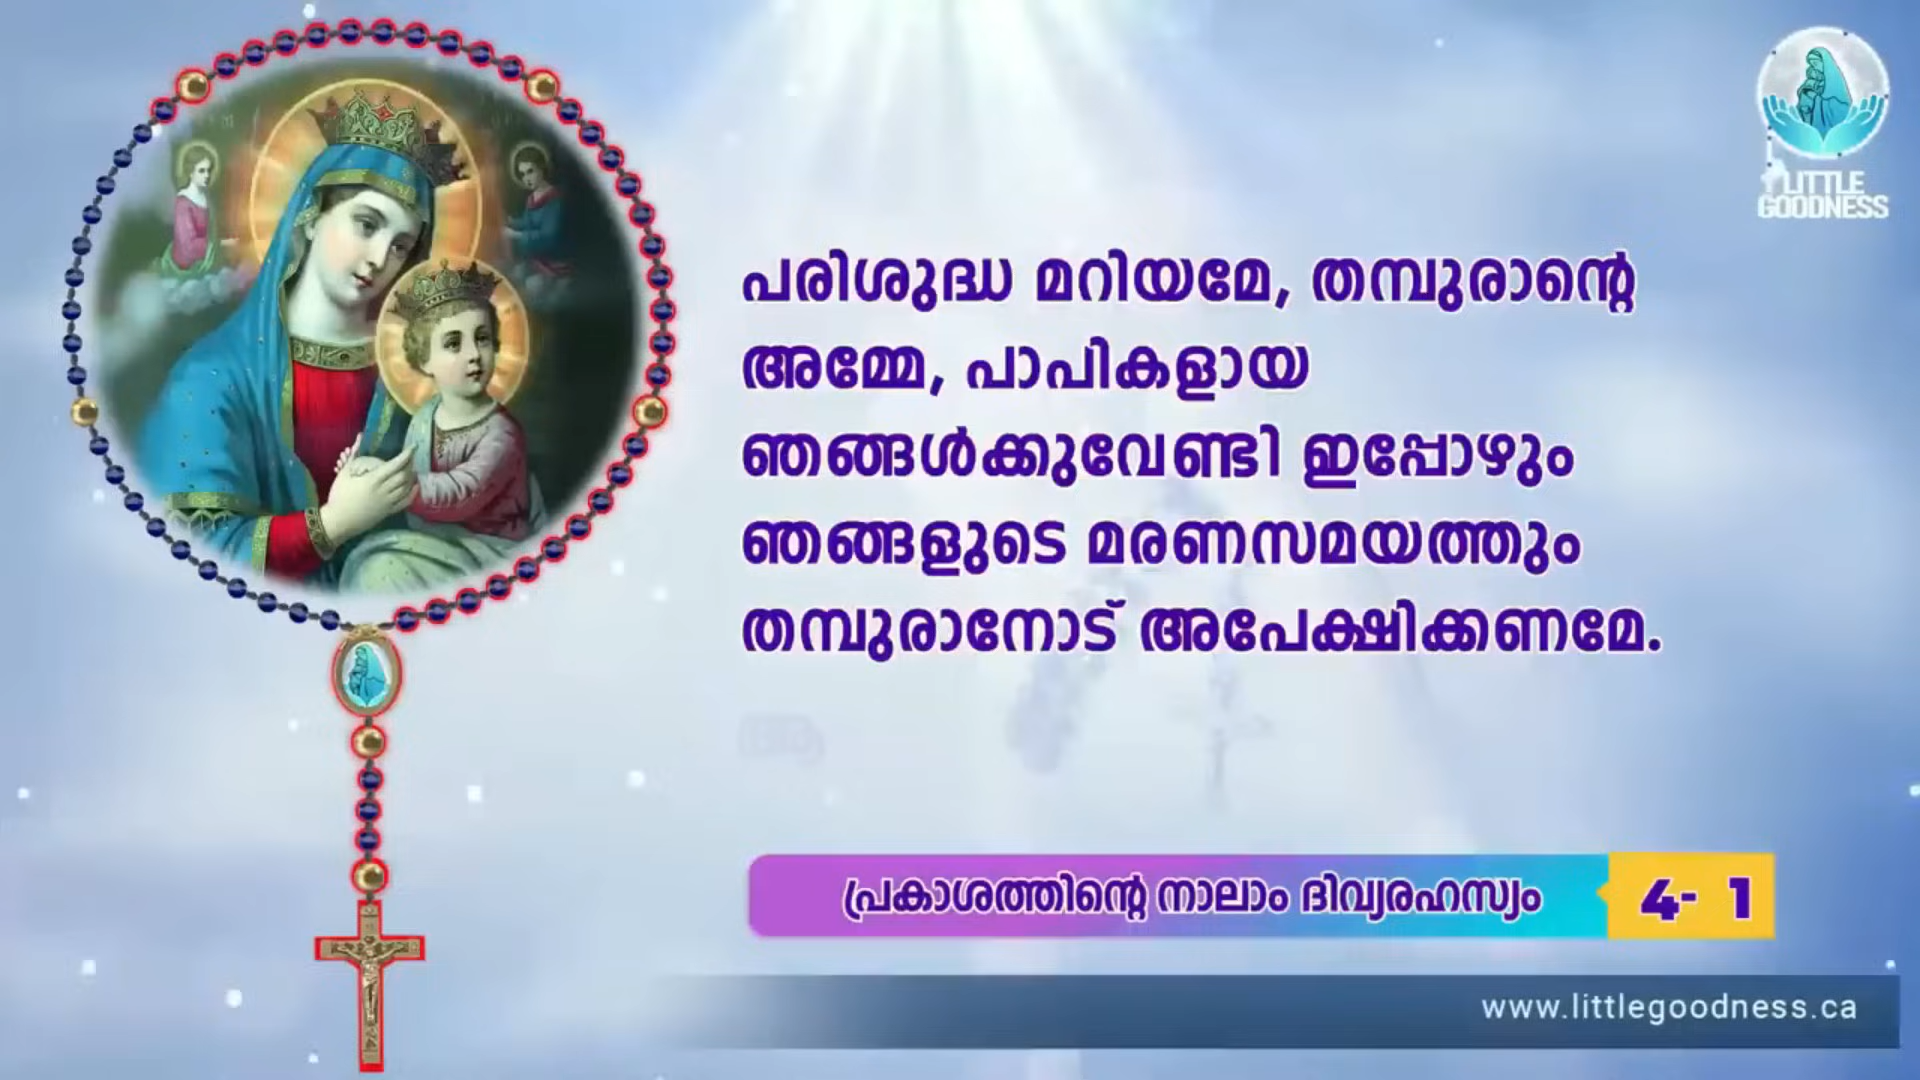 LITTLE
GOODNESS
പരിശുദ്ധ മറിയമേ, തമ്പുരാന്റെ
അമ്മേ, പാപികളായ
ഞങ്ങൾക്കുവേണ്ടി ഇപ്പോഴും
ഞങ്ങളുടെ മരണസമയത്തും
തമ്പുരാനോട് അപേക്ഷിക്കണമേ.
പ്രകാശത്തിന്റെ നാലാം ദിവ്യരഹസ്യം 4- 1
www.littlegoodness.ca